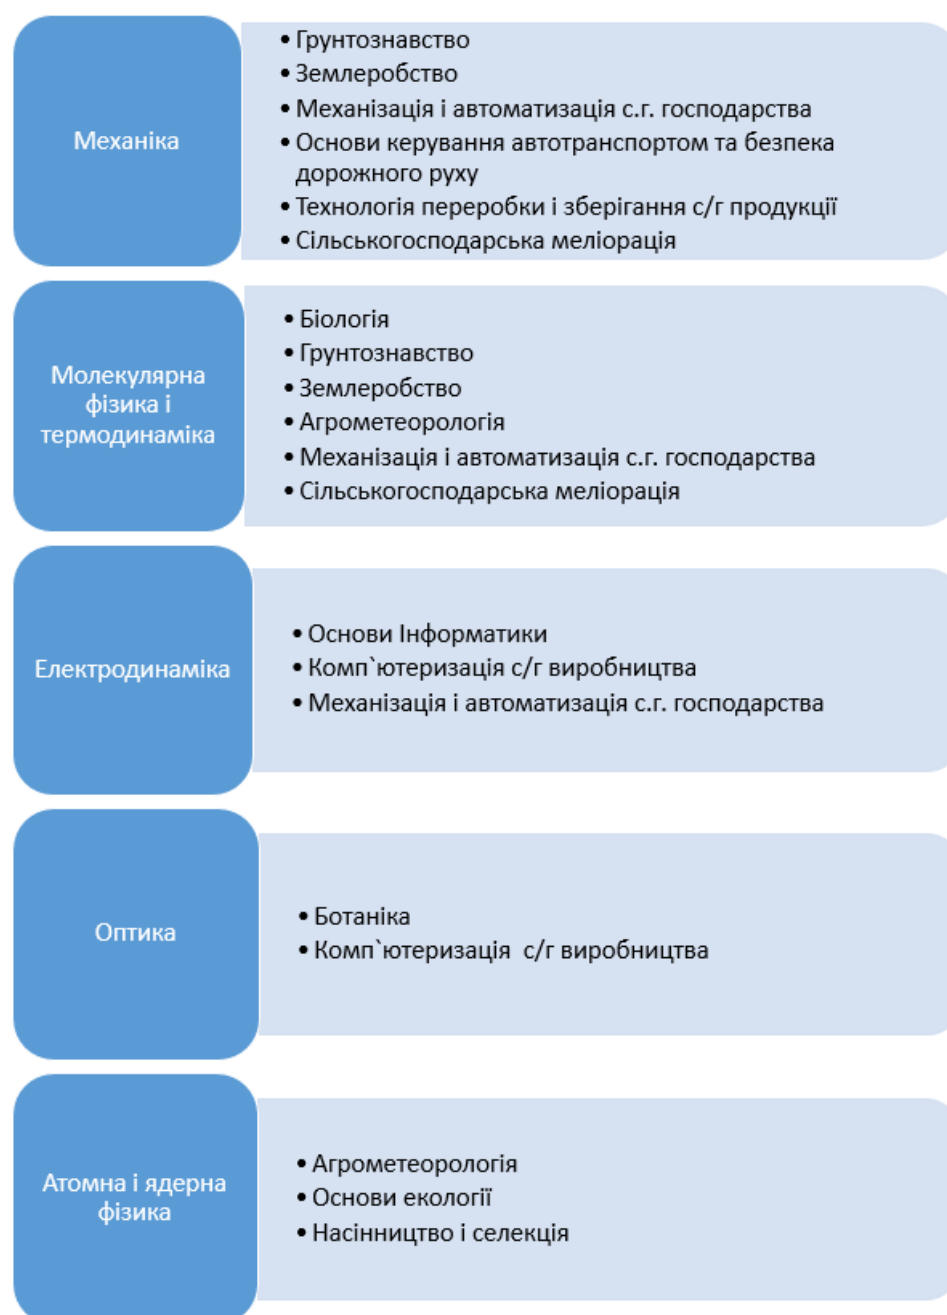 Механіка
• Грунтознавство
• Землеробство
• Механізація і автоматизація с.г. господарства
• Основи керування автотранспортом та безпека
дорожнього руху
• Технологія переробки і зберігання с/г продукції
• Сільськогосподарська меліорація
Молекулярна
фізика і
термодинаміка
• Біологія
• Грунтознавство
• Землеробство
• Агрометеорологія
• Механізація і автоматизація с.г. господарства
• Сільськогосподарська меліорація
Електродинаміка
• Основи Інформатики
• Комп`ютеризація с/г виробництва
• Механізація і автоматизація с.г. господарства
Оптика
• Ботаніка
• Комп`ютеризація с/г виробництва
Атомна і ядерна
фізика
• Агрометеорологія
• Основи екології
• Насінництво і селекція